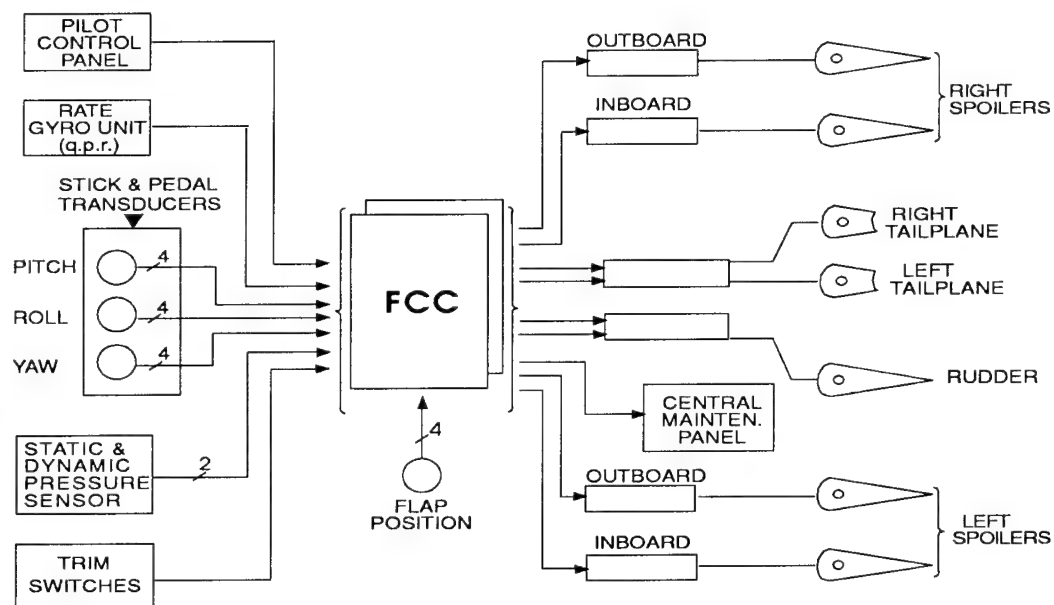 PILOT
CONTROL
PANEL
RATE
GYRO UNIT
(q.p.r.)
STICK & PEDAL
TRANSDUCERS
PITCH
4
ROLL
4
YAW
4
STATIC &
DYNAMIC
PRESSURE
SENSOR
2
TRIM
SWITCHES
FCC
4
FLAP
POSITION
OUTBOARD
INBOARD
RIGHT
SPOILERS
RIGHT
TAILPLANE
LEFT
TAILPLANE
RUDDER
CENTRAL
MAINTEN.
PANEL
OUTBOARD
INBOARD
LEFT
SPOILERS